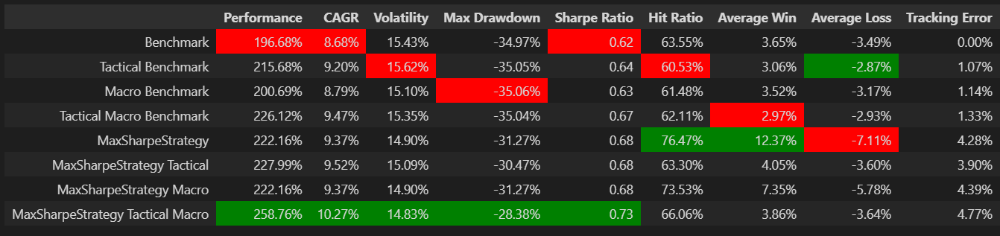 Performance CAGR Volatility Max Drawdown Sharpe Ratio Hit Ratio Average Win Average Loss Tracking Error
Benchmark 196.68% 8.68% 15.43% -34.97% 0.62 63.55% 3.65% -3.49% 0.00%
Tactical Benchmark 215.68% 9.20% 15.62% -35.05% 0.64 60.53% 3.06% -2.87% 1.07%
Macro Benchmark 200.69% 8.79% 15.10% -35.06% 0.63 61.48% 3.52% -3.17% 1.14%
Tactical Macro Benchmark 226.12% 9.47% 15.35% -35.04% 0.67 62.11% 2.97% -2.93% 1.33%
MaxSharpeStrategy 222.16% 9.37% 14.90% -31.27% 0.68 76.47% 12.37% -7.11% 4.28%
MaxSharpeStrategy Tactical 227.99% 9.52% 15.09% -30.47% 0.68 63.30% 4.05% -3.60% 3.90%
MaxSharpeStrategy Macro 222.16% 9.37% 14.90% -31.27% 0.68 73.53% 7.35% -5.78% 4.39%
MaxSharpeStrategy Tactical Macro 258.76% 10.27% 14.83% -28.38% 0.73 66.06% 3.86% -3.64% 4.77%